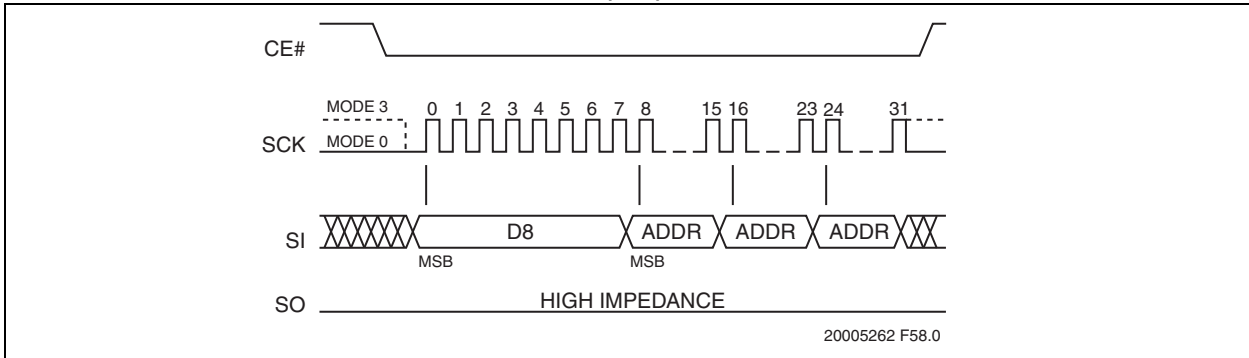 CE#
MODE 3
0 1 2 3 4 5 6 7 8 15 16 23 24 31
SCK MODE 0
SI D8 ADDR ADDR ADDR
MSB MSB
SO HIGH IMPEDANCE
20005262 F58.0